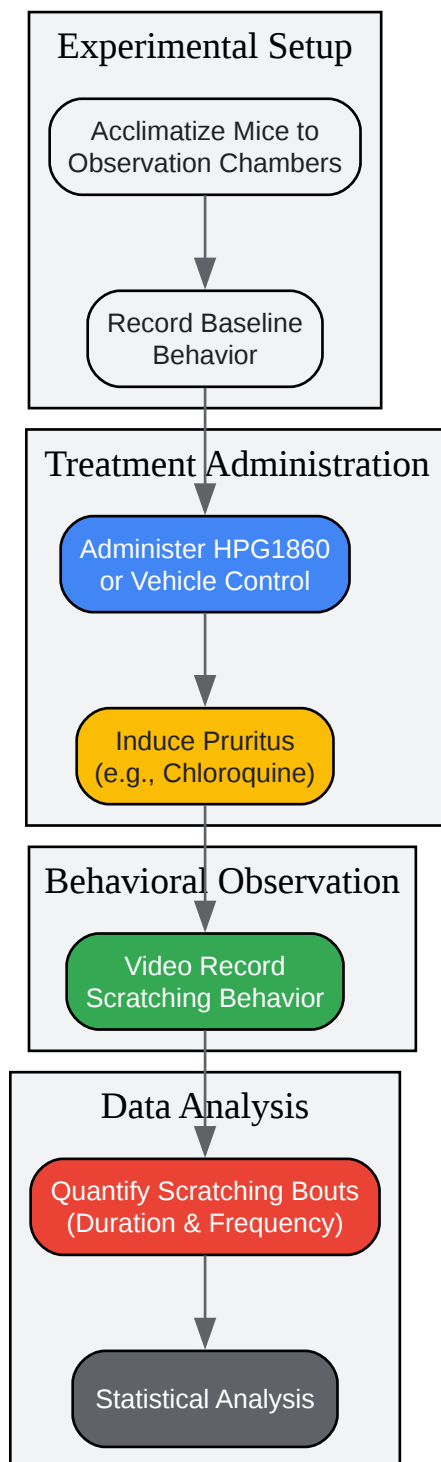 Experimental Setup
Acclimatize Mice to
Observation Chambers
Record Baseline
Behavior
Treatment Administration
Administer HPG1860
or Vehicle Control
Induce Pruritus
(e.g., Chloroquine)
Behavioral Observation
Video Record
Scratching Behavior
Data Analysis
Quantify Scratching Bouts
(Duration & Frequency)
Statistical Analysis